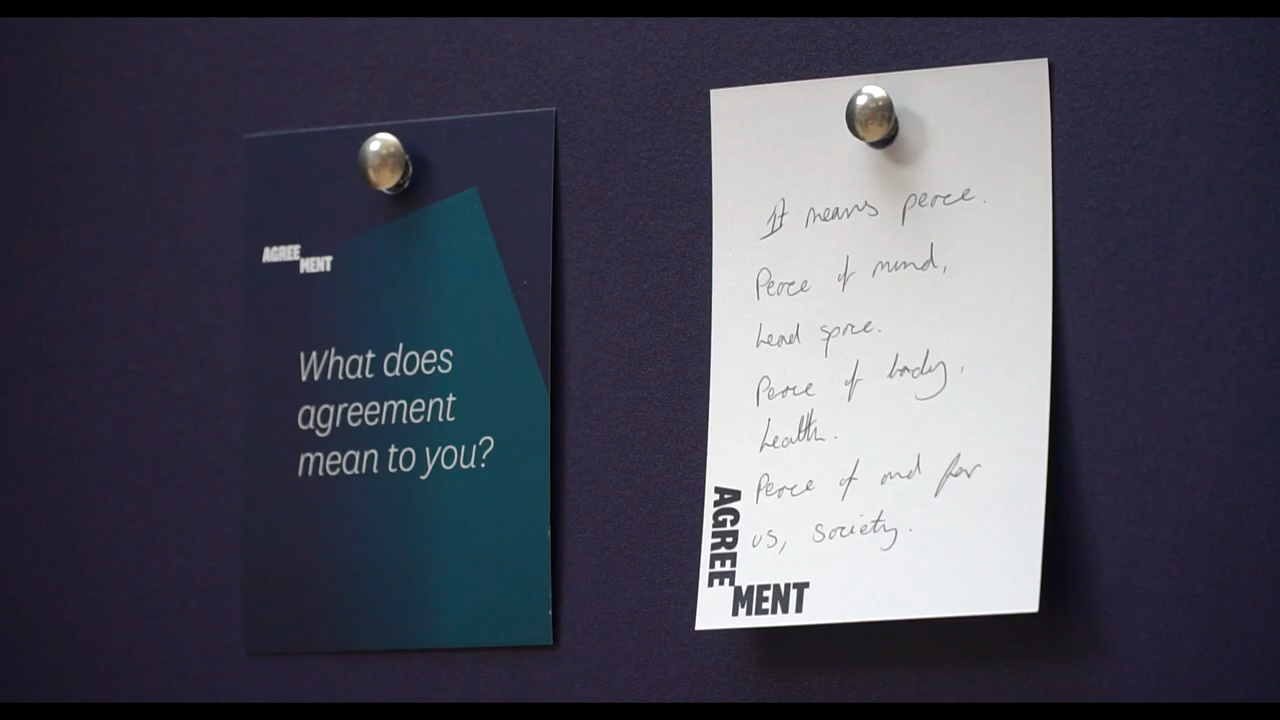 AGREE
MENT
What does
agreement
mean to you?
It means peace.
Peace of mind,
head space.
Peace of body,
health.
Peace of and for
us, society.
AGREE
MENT